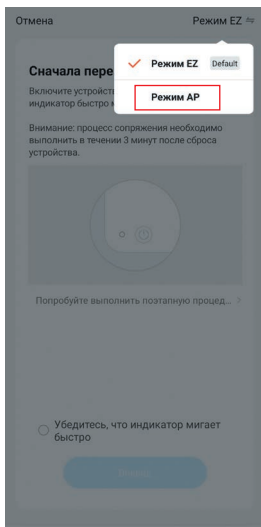 Отмена
Режим EZ ⇋
Режим EZ Default
Режим AP
Сначала пере
Включите устройст
индикатор быстро
Внимание: процесс сопряжения необходимо
выполнить в течении 3 минут после сброса
устройства.
Попробуйте выполнить поэтапную процед... >
Убедитесь, что индикатор мигает
быстро